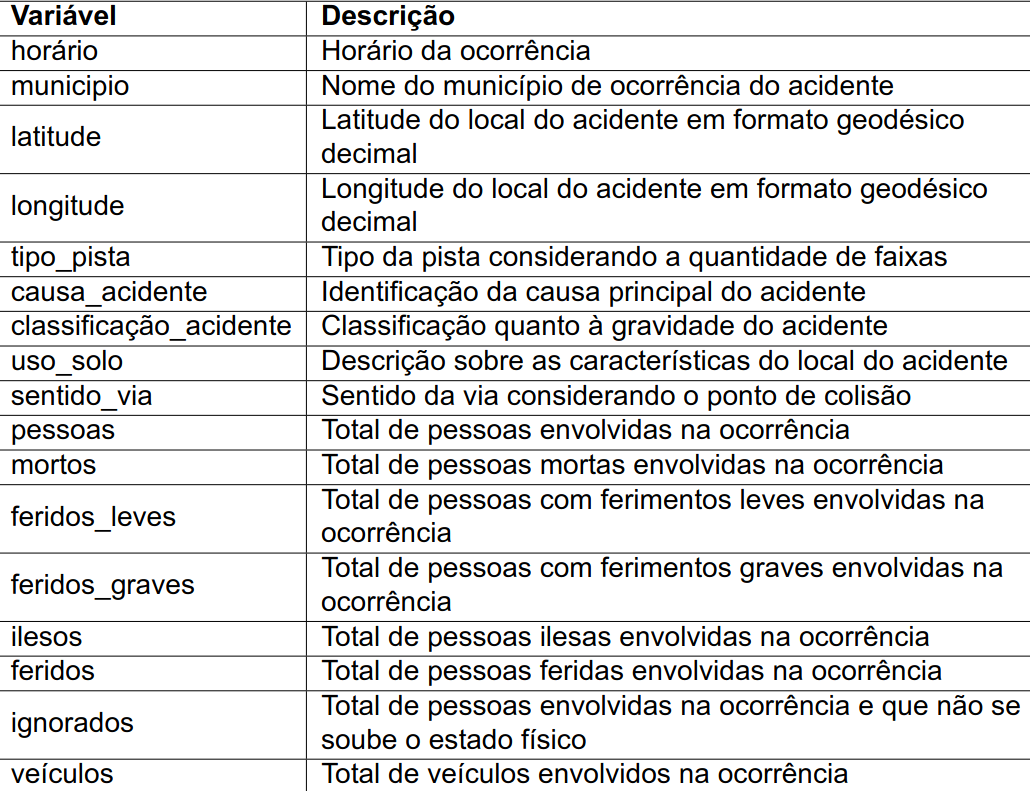 Variável Descrição
horário Horário da ocorrência
municipio Nome do município de ocorrência do acidente
latitude Latitude do local do acidente em formato geodésico
decimal
longitude Longitude do local do acidente em formato geodésico
decimal
tipo_pista Tipo da pista considerando a quantidade de faixas
causa_acidente Identificação da causa principal do acidente
classificação_acidente Classificação quanto à gravidade do acidente
uso_solo Descrição sobre as características do local do acidente
sentido_via Sentido da via considerando o ponto de colisão
pessoas Total de pessoas envolvidas na ocorrência
mortos Total de pessoas mortas envolvidas na ocorrência
feridos_leves Total de pessoas com ferimentos leves envolvidas na
ocorrência
feridos_graves Total de pessoas com ferimentos graves envolvidas na
ocorrência
ilesos Total de pessoas ilesas envolvidas na ocorrência
feridos Total de pessoas feridas envolvidas na ocorrência
ignorados Total de pessoas envolvidas na ocorrência e que não se
soube o estado físico
veículos Total de veículos envolvidos na ocorrência